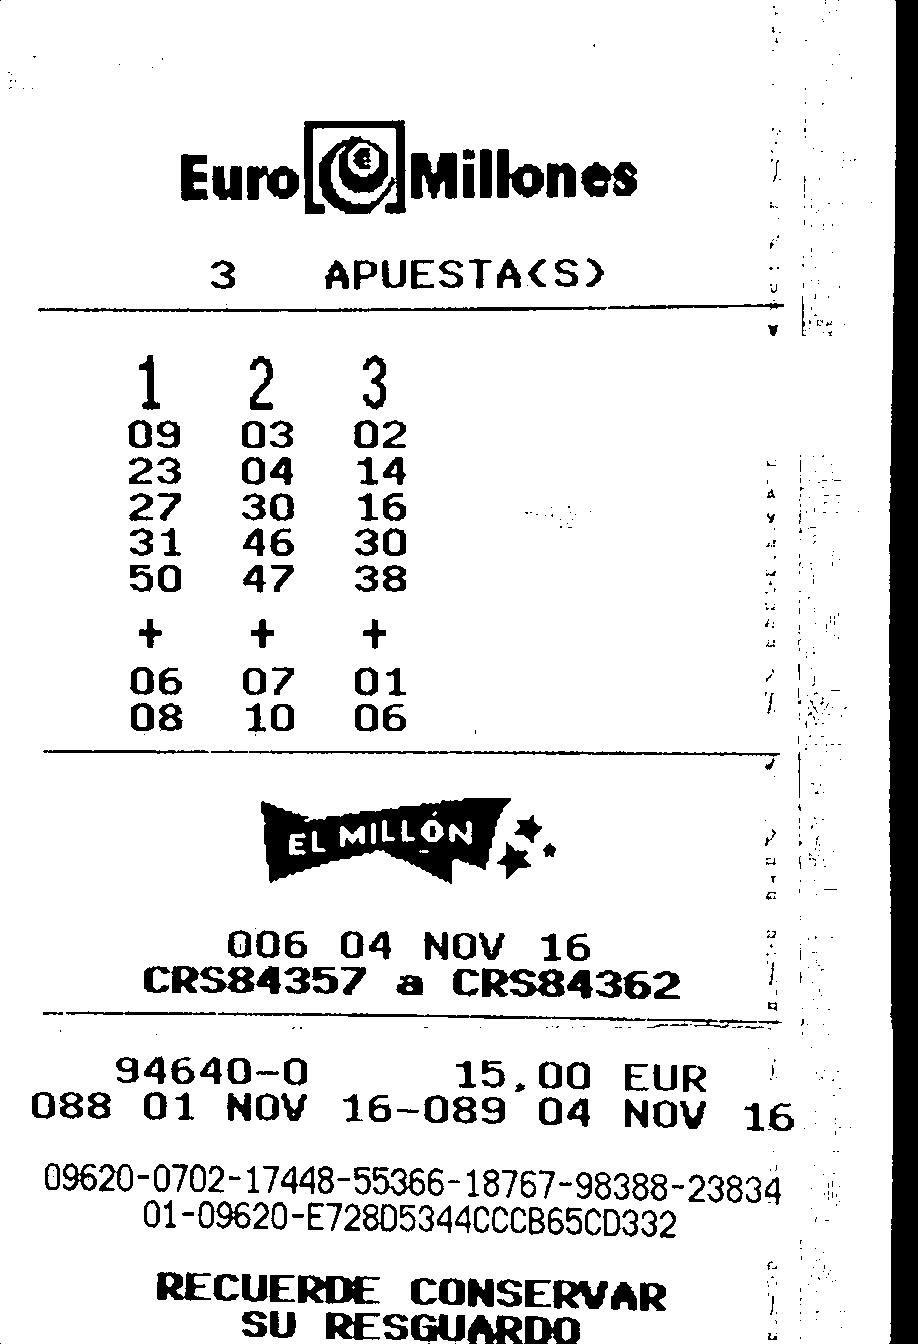 Euro Millones
3 APUESTA(S)
1 2 3
09 03 02
23 04 14
27 30 16
31 46 30
50 47 38
+ + +
06 07 01
08 10 06
EL MILLÓN
006 04 NOV 16
CRS84357 a CRS84362
94640-0 15,00 EUR
088 01 NOV 16-089 04 NOV 16
09620-0702-17448-55366-18767-98388-23834
01-09620-E728D5344CCCB65CD332
RECUERDE CONSERVAR
SU RESGUARDO